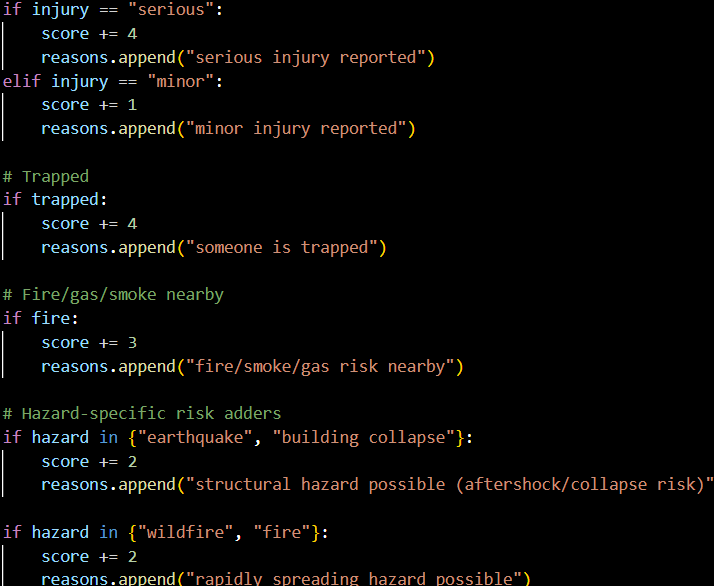 if injury == "serious":
    score += 4
    reasons.append("serious injury reported")
elif injury == "minor":
    score += 1
    reasons.append("minor injury reported")

# Trapped
if trapped:
    score += 4
    reasons.append("someone is trapped")

# Fire/gas/smoke nearby
if fire:
    score += 3
    reasons.append("fire/smoke/gas risk nearby")

# Hazard-specific risk adders
if hazard in {"earthquake", "building collapse"}:
    score += 2
    reasons.append("structural hazard possible (aftershock/collapse risk)"

if hazard in {"wildfire", "fire"}:
    score += 2
    reasons.append("rapidly spreading hazard possible")